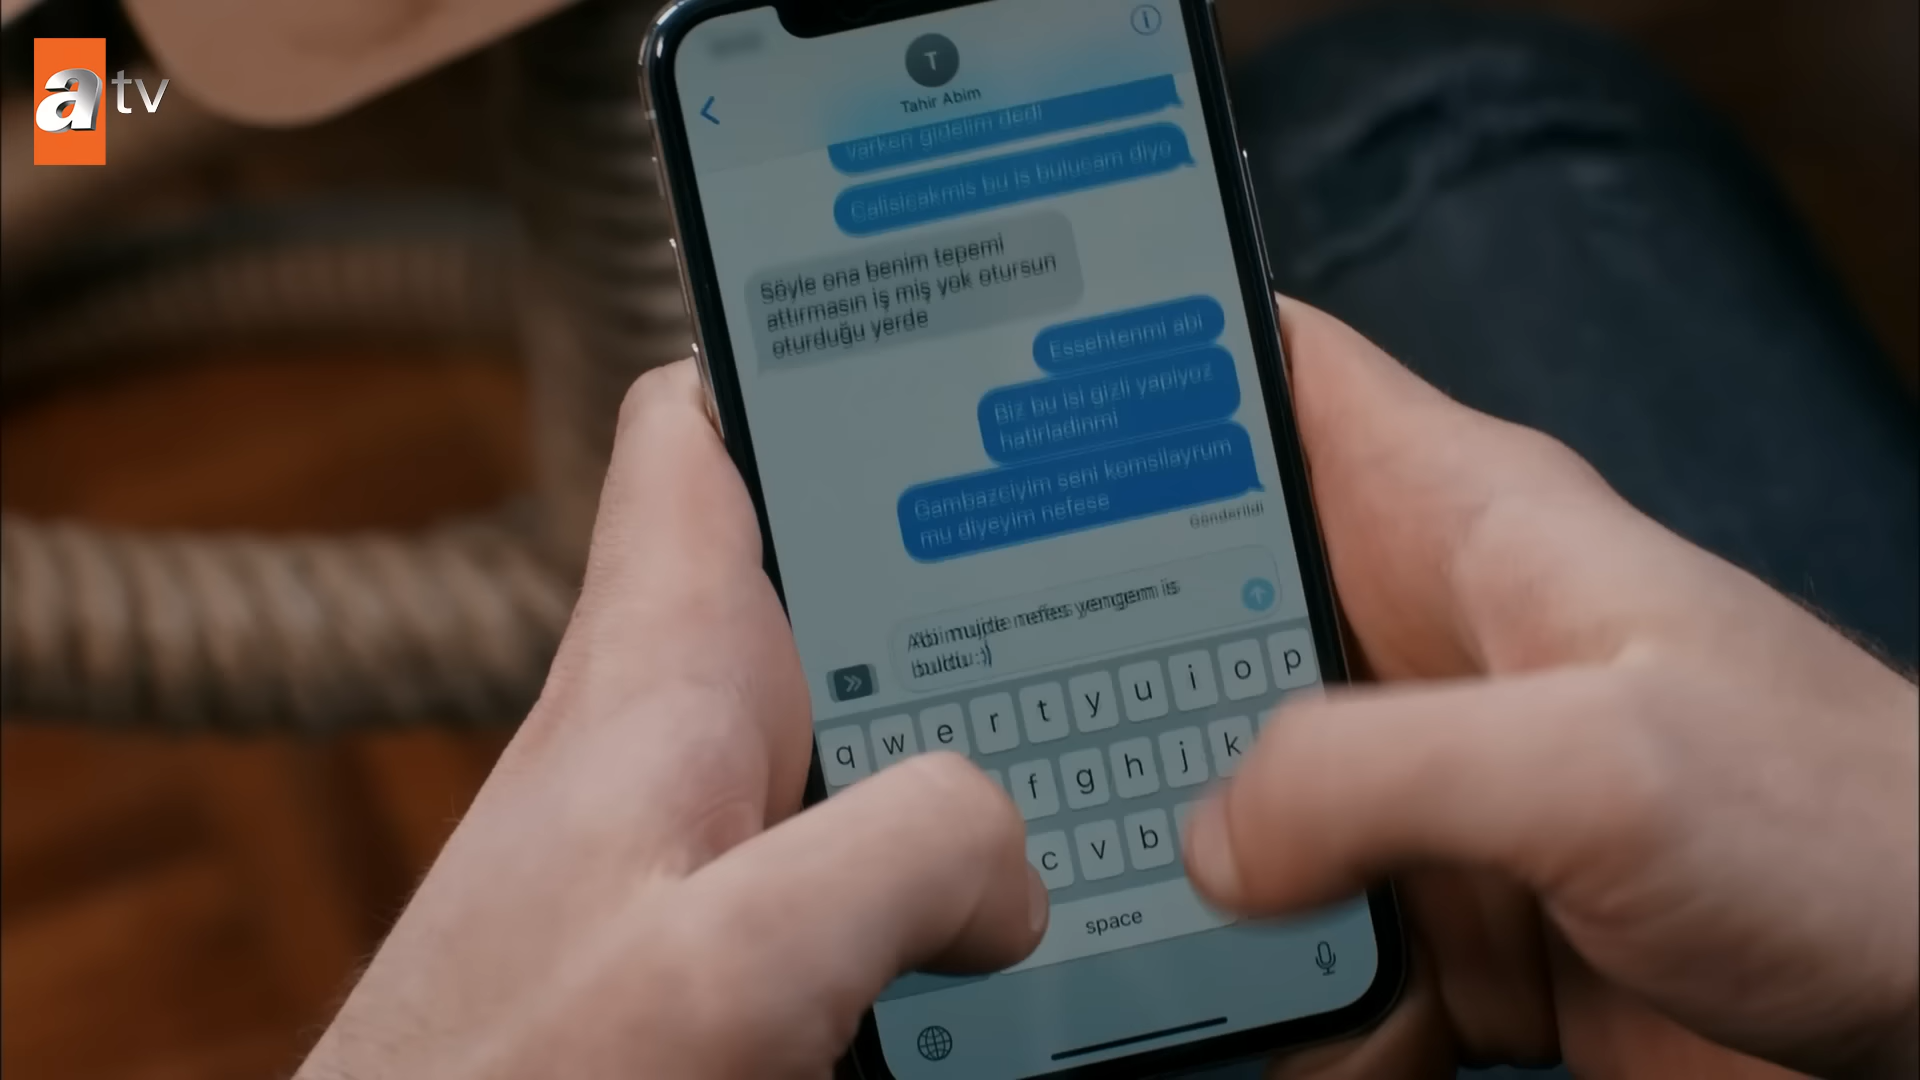 atv
T
Tahir Abim
varken gidelim dedi
Calisicakmis bu is bulucam diyo
Söyle ona benim tepemi
attırmasın iş miş yok otursun
oturduğu yerde
Essehtenmi abi
Biz bu isi gizli yapiyoz
hatirladinmi
Gambazciyim seni komsilayrum
mu diyeyim nefese
Gönderildi
Abi mujde nefes yengem is
buldu :))
q w e r t y u i o p
f g h j k
c v b
space